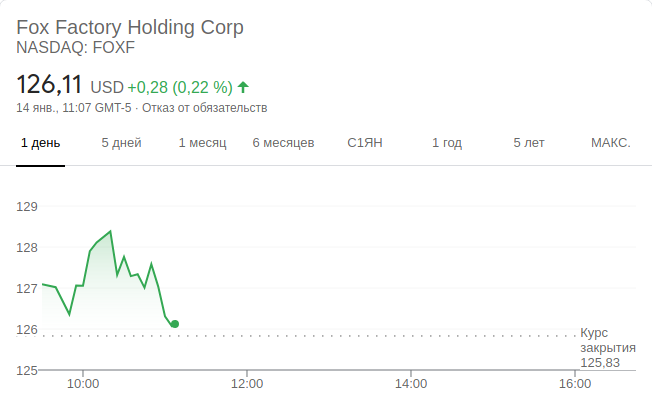 Fox Factory Holding Corp
NASDAQ: FOXF
126,11 USD +0,28 (0,22 %)
14 янв., 11:07 GMT-5 · Отказ от обязательств
1 день 5 дней 1 месяц 6 месяцев С1ЯН 1 год 5 лет МАКС.
129
128
127
126
Курс
закрытия
125,83
125
10:00 12:00 14:00 16:00